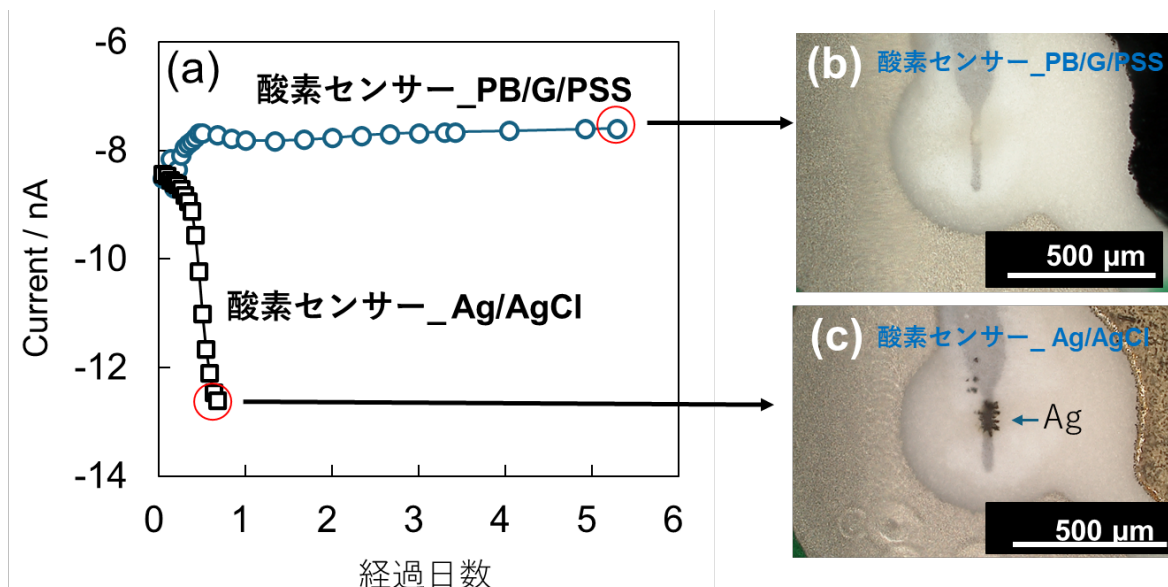 (a)
酸素センサー_PB/G/PSS
酸素センサー_Ag/AgCl
Current / nA
-6
-8
-10
-12
-14
0 1 2 3 4 5 6
経過日数
(b) 酸素センサー_PB/G/PSS
500 μm
(c) 酸素センサー_ Ag/AgCl
Ag
500 μm